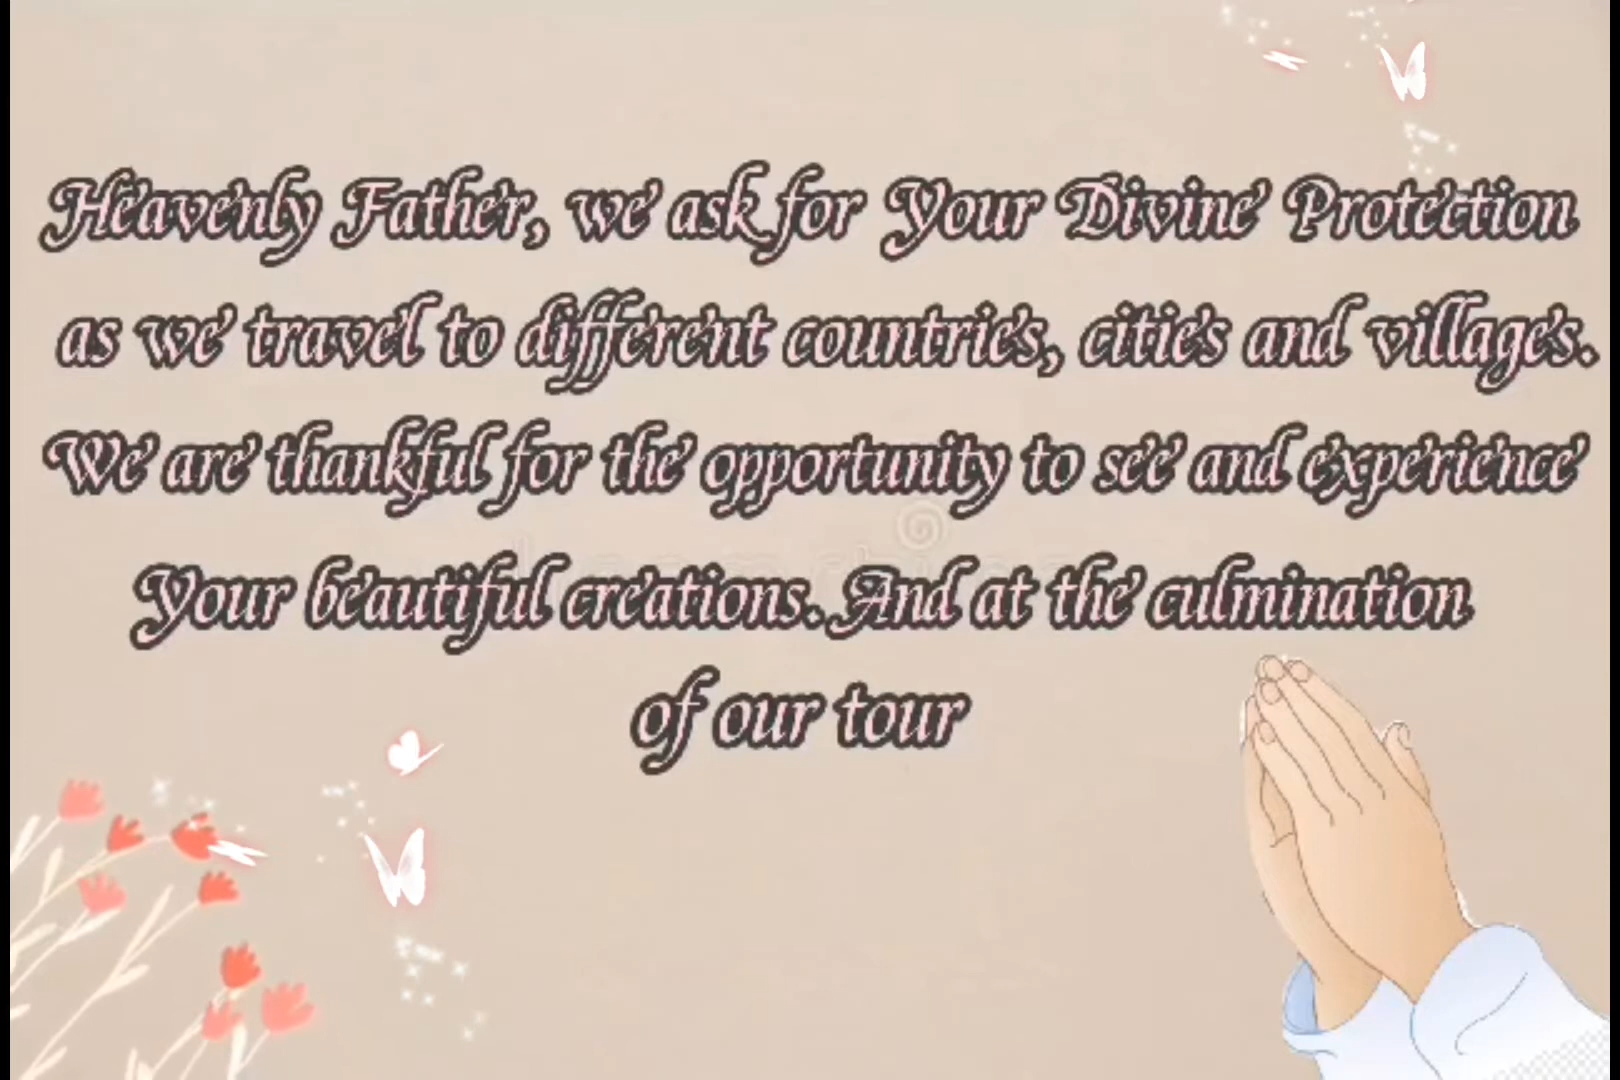 Heavenly Father, we ask for Your Divine Protection
as we travel to different countries, cities and villages.
We are thankful for the opportunity to see and experience
Your beautiful creations. And at the culmination
of our tour